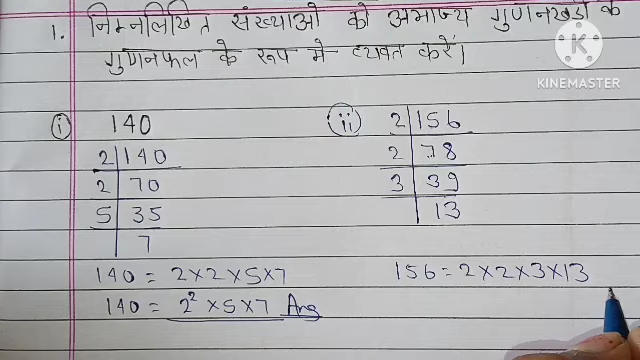 1. निम्नलिखित संख्याओं को अभाज्य गुणनखंडों के
गुणनफल के रूप में व्यक्त करें।
KINEMASTER
i 140
2 140
2 70
5 35
7
140 = 2×2×5×7
140 = 2²×5×7 Ans
ii 2 156
2 78
3 39
13
156 = 2×2×3×13